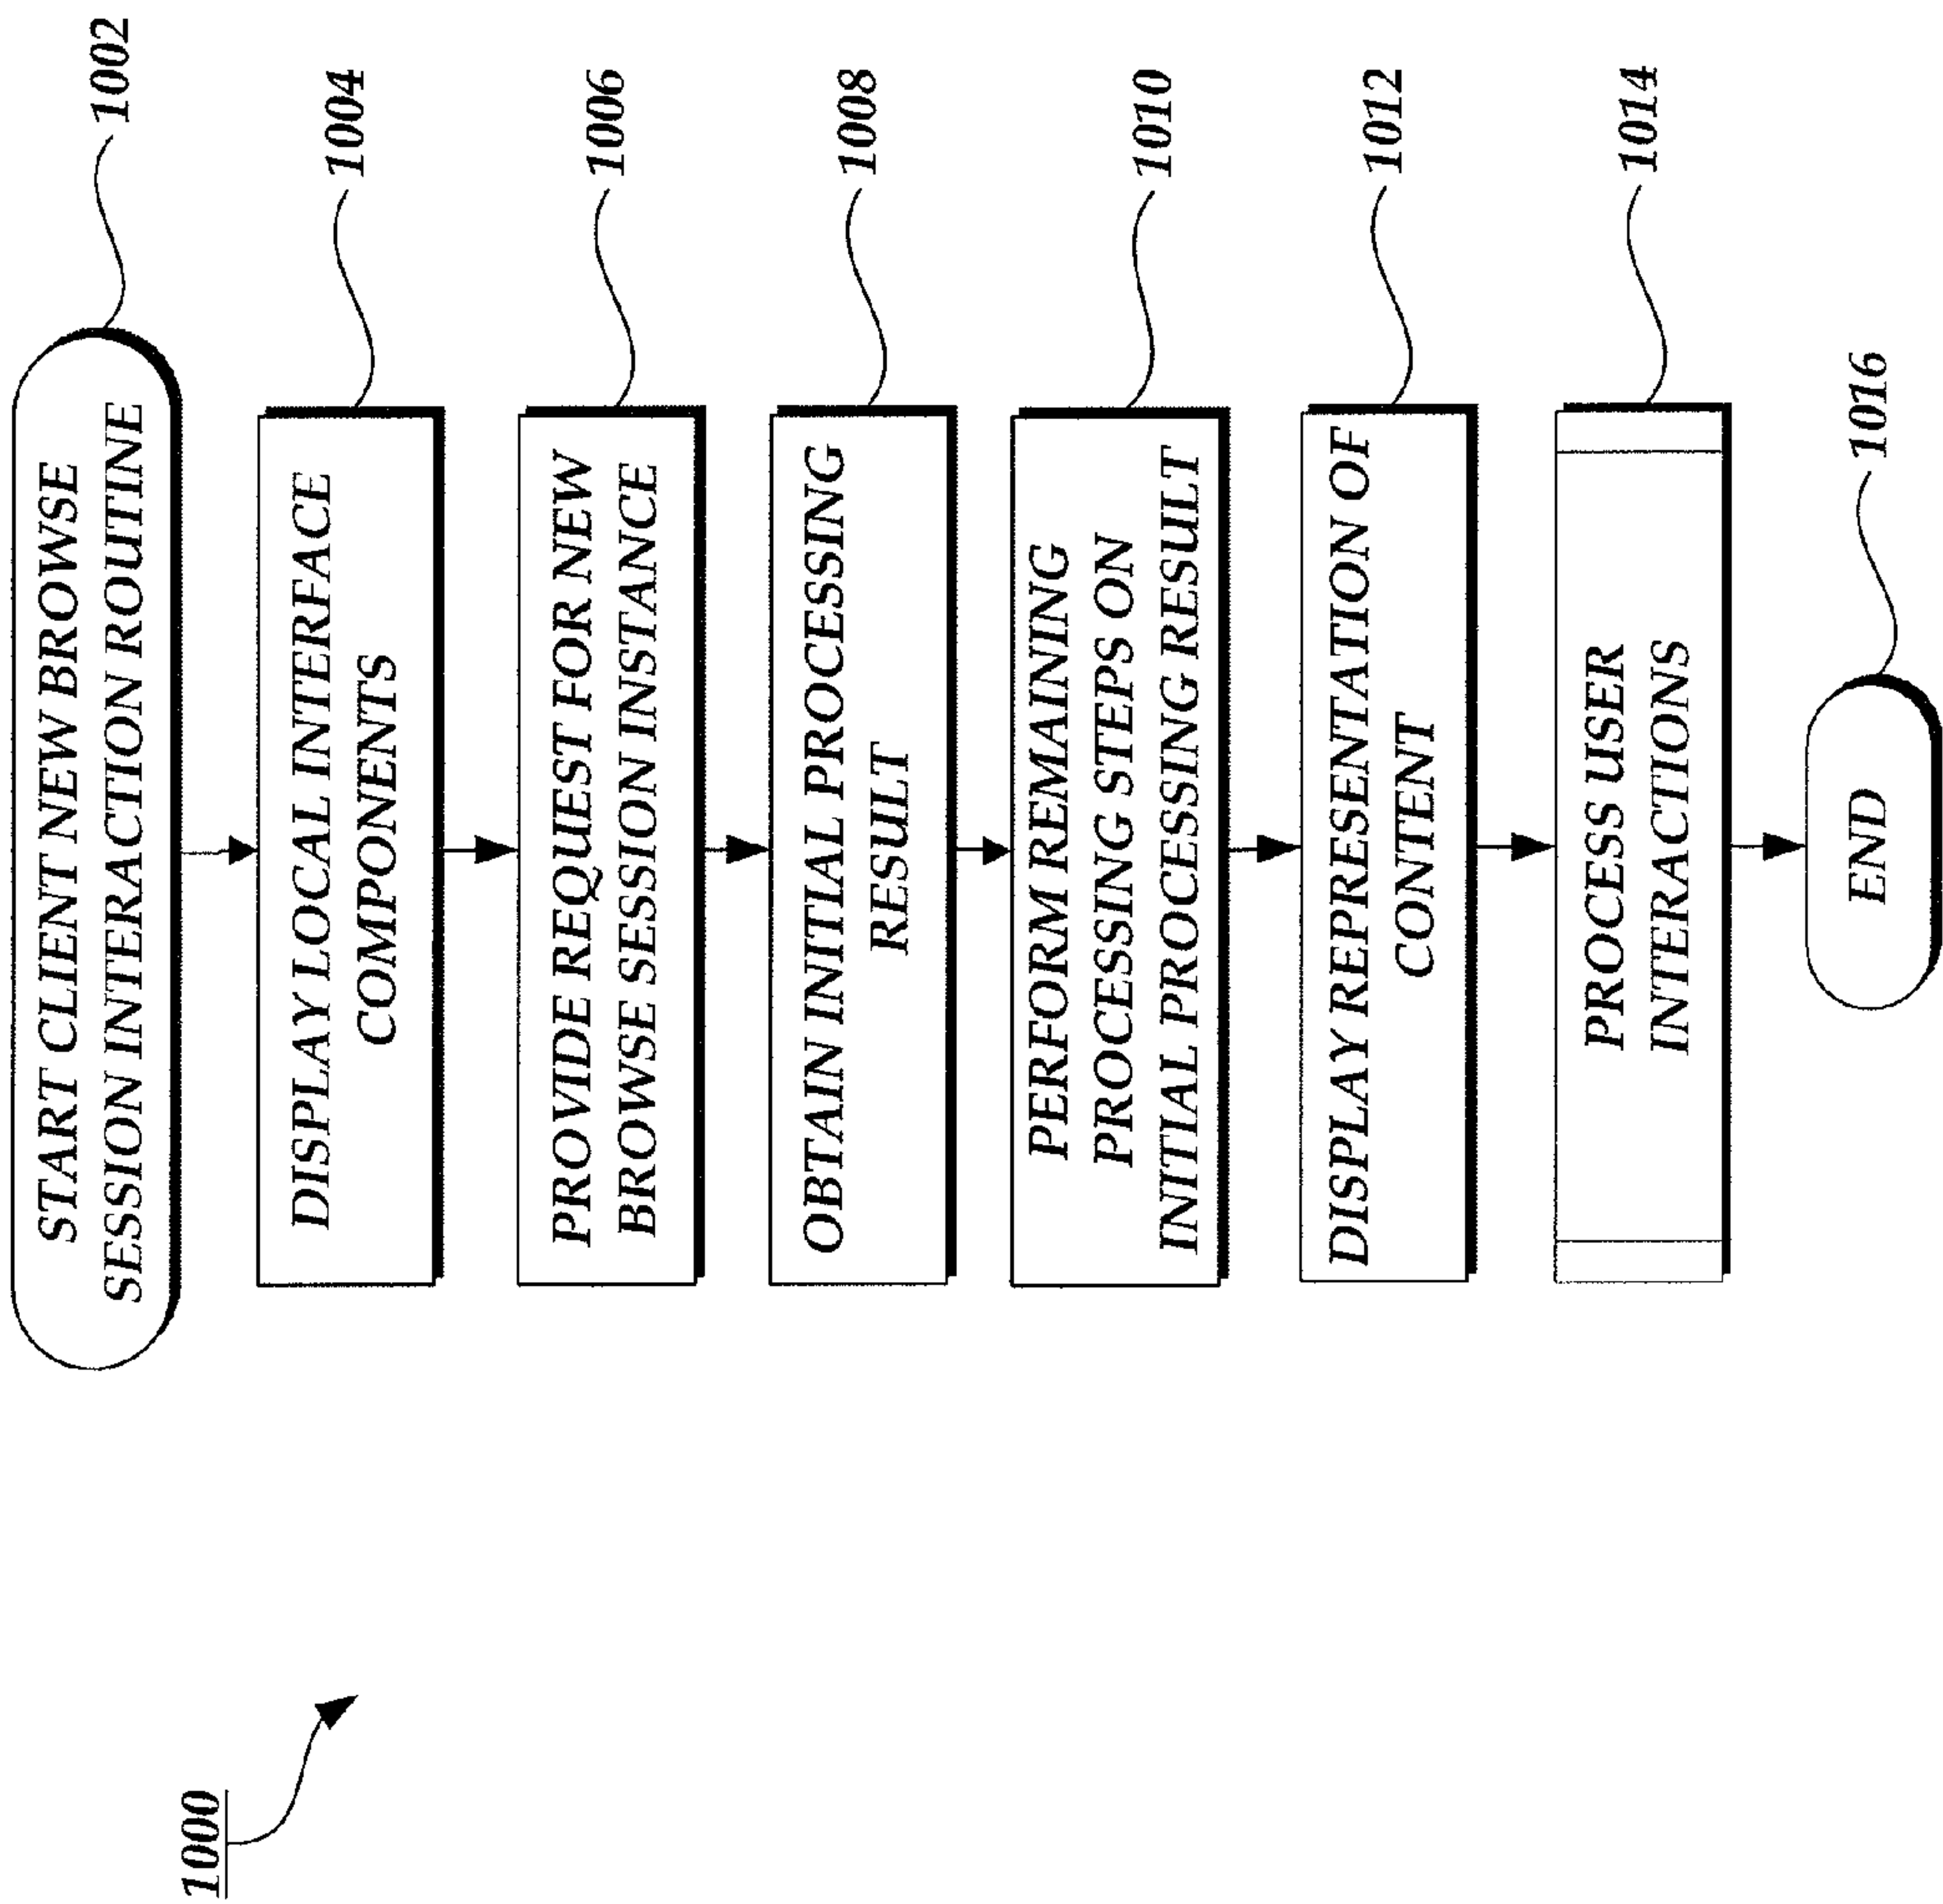 1000
START CLIENT NEW BROWSE
SESSION INTERACTION ROUTINE
1002
DISPLAY LOCAL INTERFACE
COMPONENTS
1004
PROVIDE REQUEST FOR NEW
BROWSE SESSION INSTANCE
1006
OBTAIN INITIAL PROCESSING
RESULT
1008
PERFORM REMAINING
PROCESSING STEPS ON
INITIAL PROCESSING RESULT
1010
DISPLAY REPRESENTATION OF
CONTENT
1012
PROCESS USER
INTERACTIONS
1014
END
1016